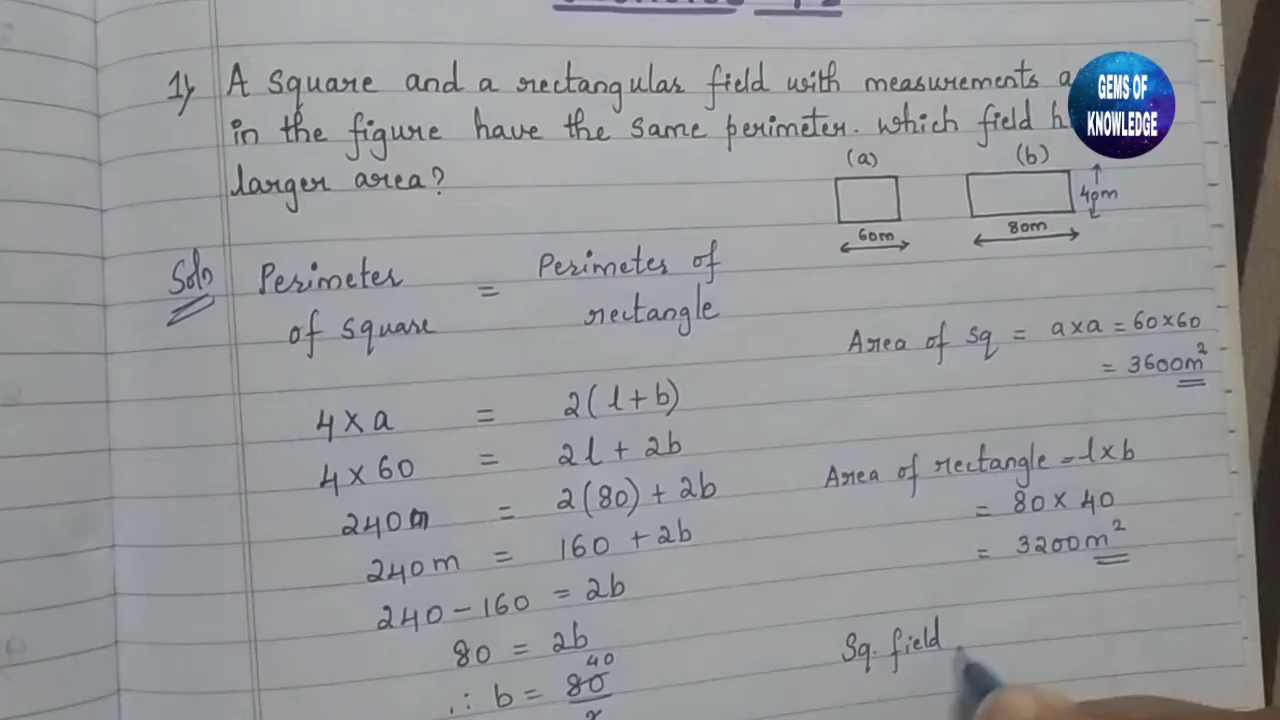 1) A square and a rectangular field with measurements
in the figure have the same perimeter. which field
larger area?
GEMS OF
KNOWLEDGE
(a)
(b)
60m
80m
40m
Soln
Perimeter of square = Perimeter of rectangle
4 × a = 2(l + b)
4 × 60 = 2l + 2b
240m = 2(80) + 2b
240m = 160 + 2b
240 - 160 = 2b
80 = 2b
40
∴ b = 80
2
Area of sq = a × a = 60 × 60
= 3600m²
Area of rectangle = l × b
= 80 × 40
= 3200m²
Sq. field